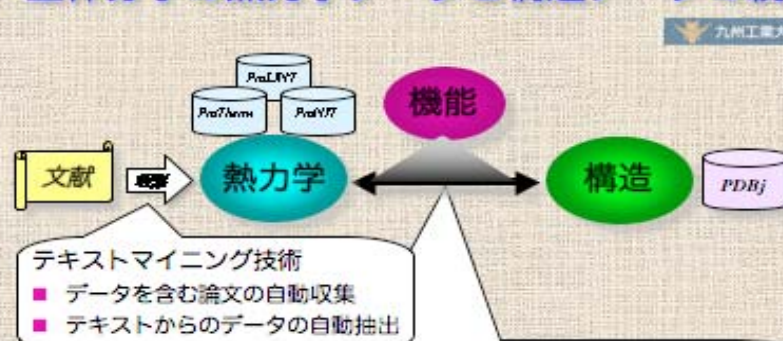 九州工業大
ProLINT
ProTherm
ProNIT
機能
文献
熱力学
構造
PDBj
テキストマイニング技術
■ データを含む論文の自動収集
■ テキストからのデータの自動抽出